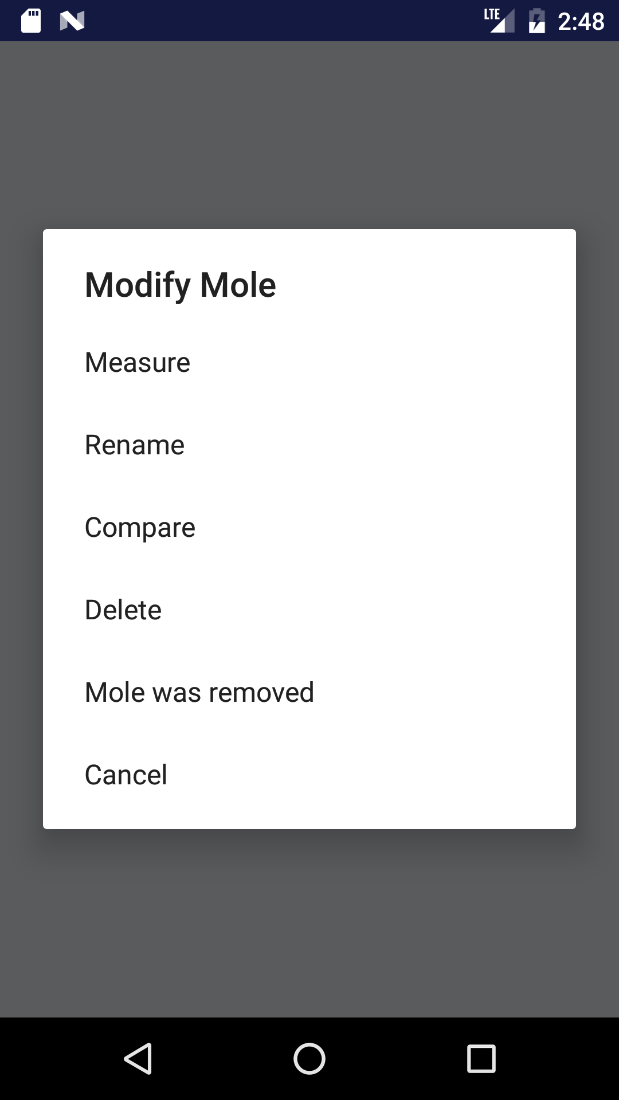 LTE 2:48
Modify Mole
Measure
Rename
Compare
Delete
Mole was removed
Cancel